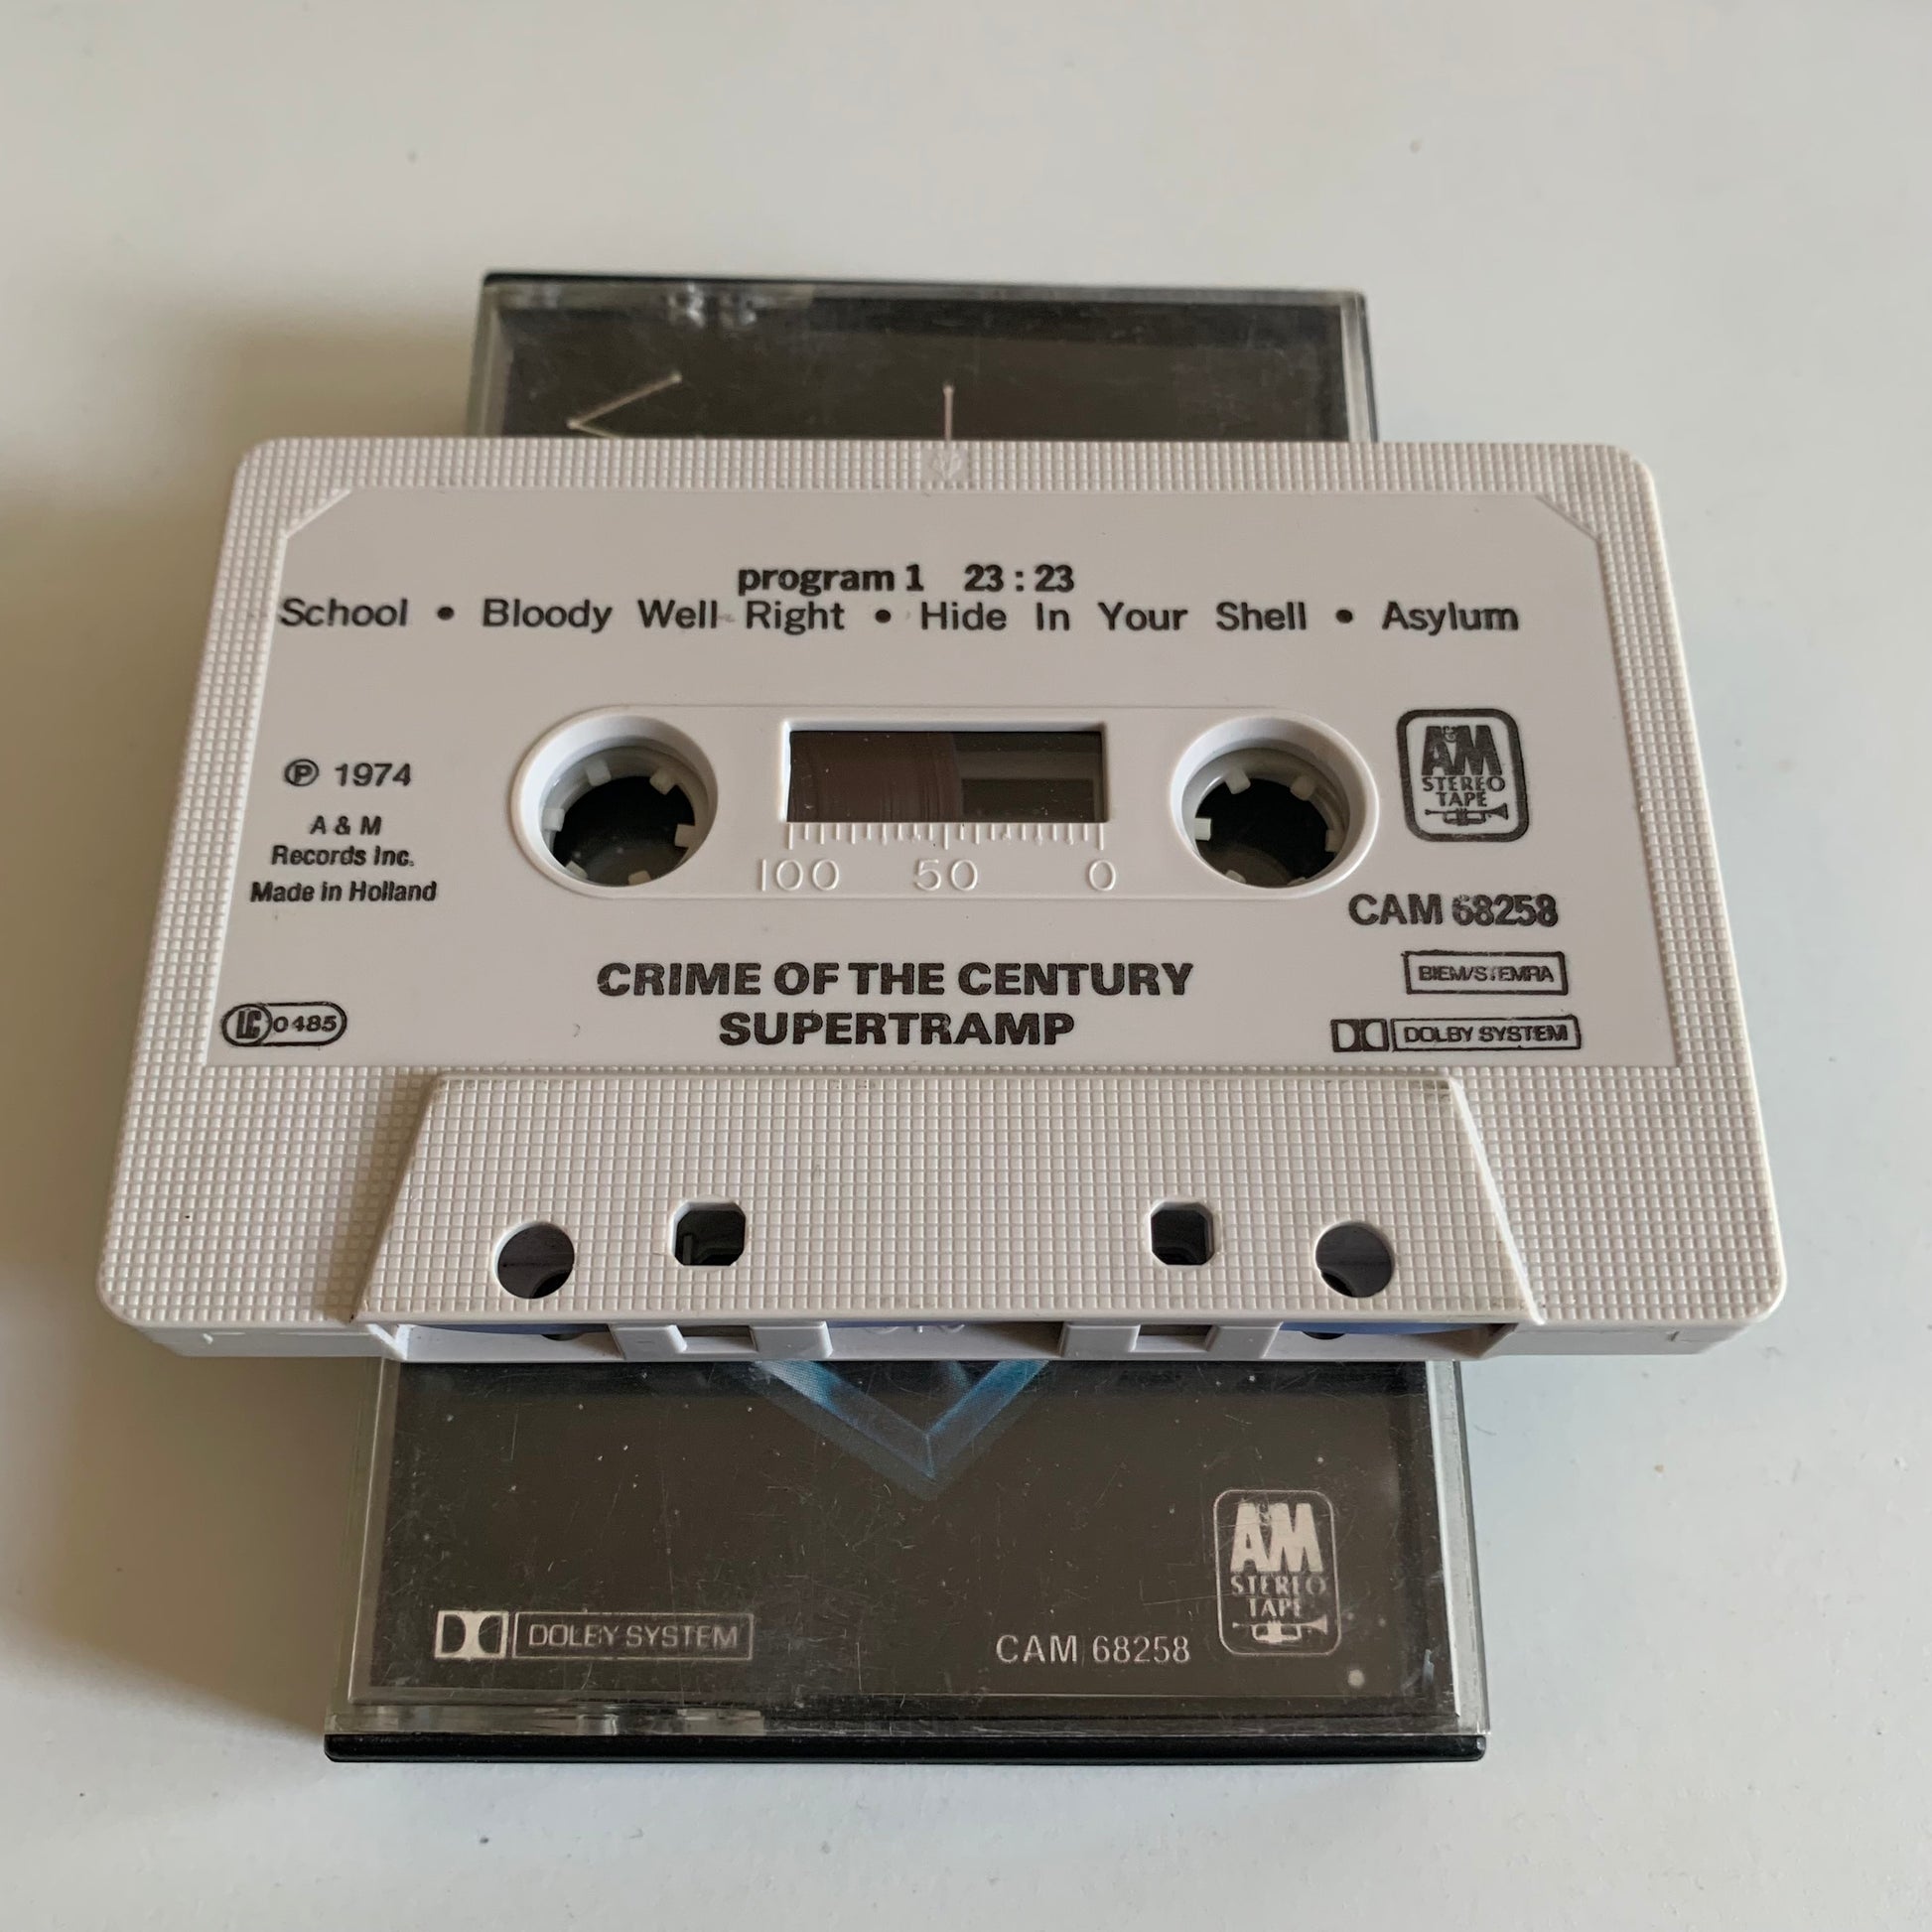 program 1 23 : 23
School • Bloody Well Right • Hide In Your Shell • Asylum
℗ 1974
A & M
Records Inc.
Made in Holland
A&M
STEREO
TAPE
100 50 0
CAM 68258
BIEM/STEMRA
DOLBY SYSTEM
LC 0485
CRIME OF THE CENTURY
SUPERTRAMP
DOLBY SYSTEM
CAM 68258
A&M
STEREO
TAPE